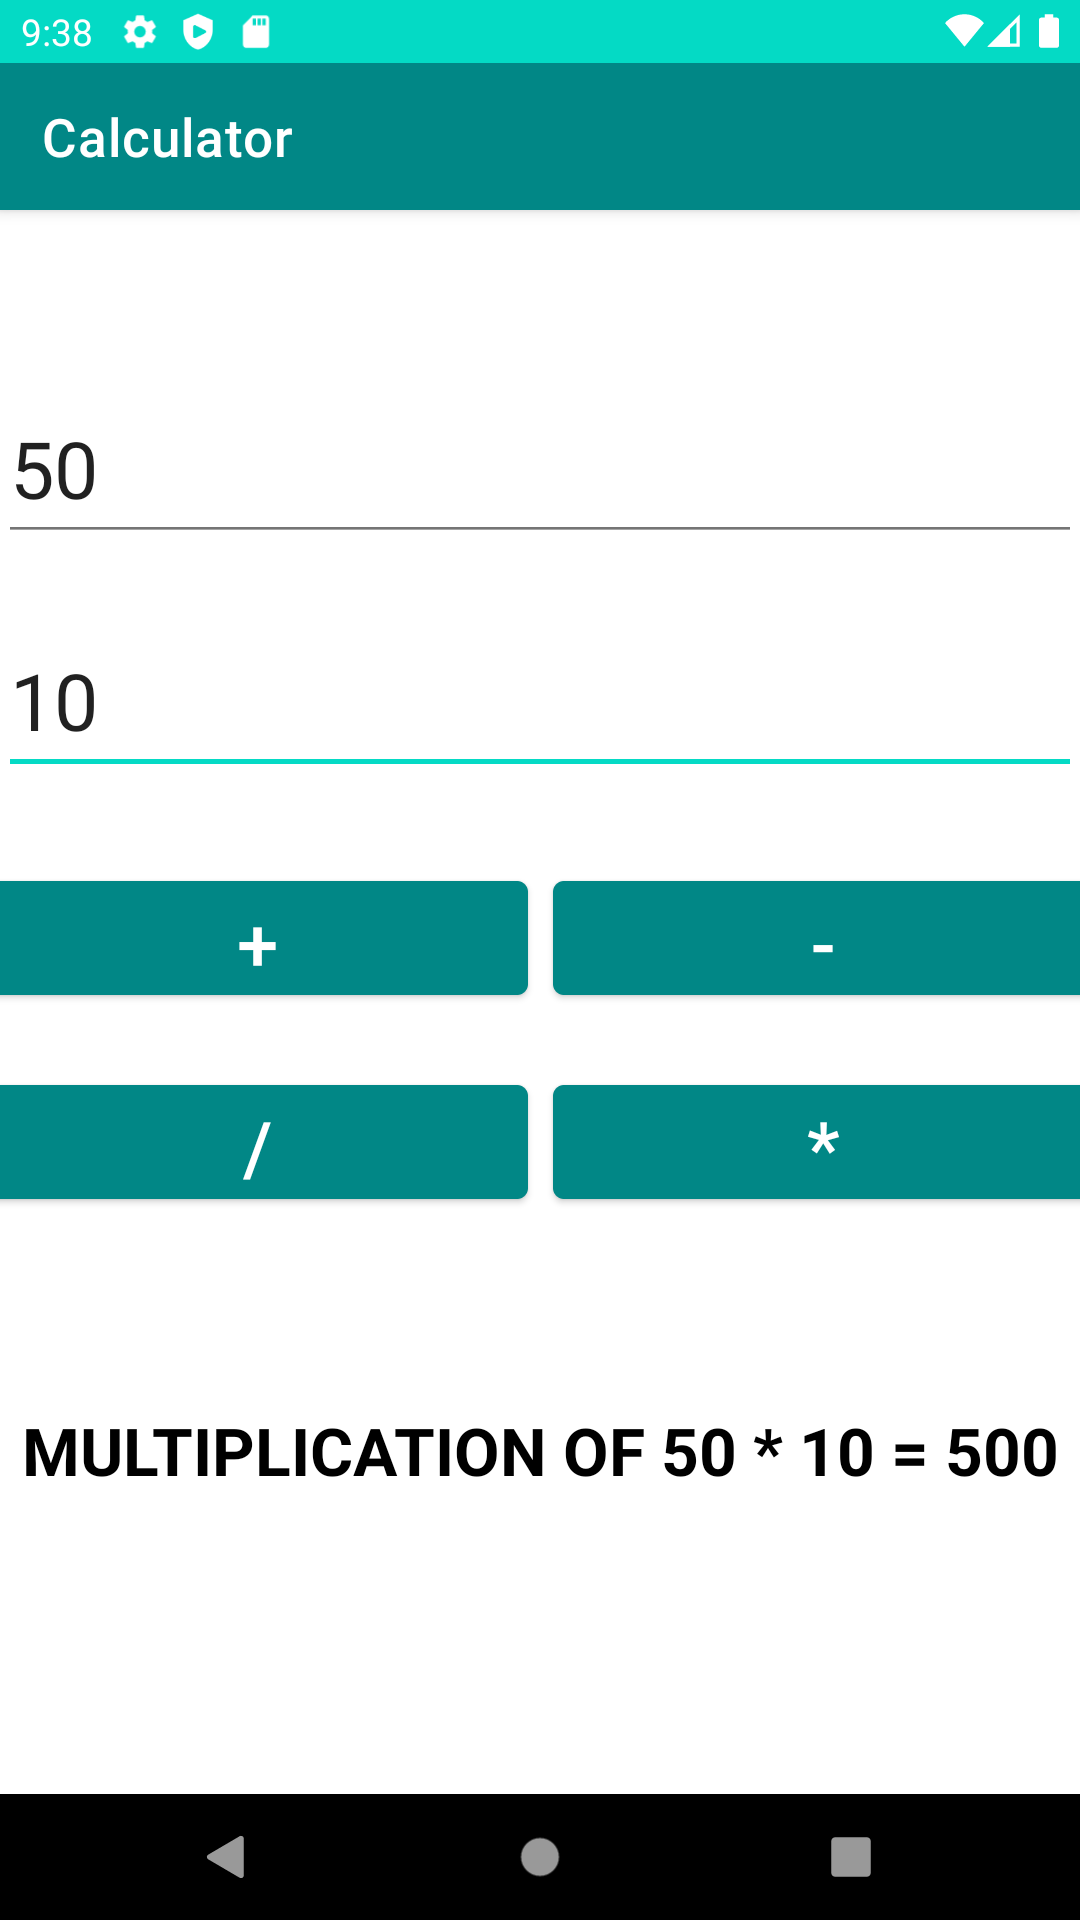 9:38
Calculator
50
10
+ -
/ *
MULTIPLICATION OF 50 * 10 = 500